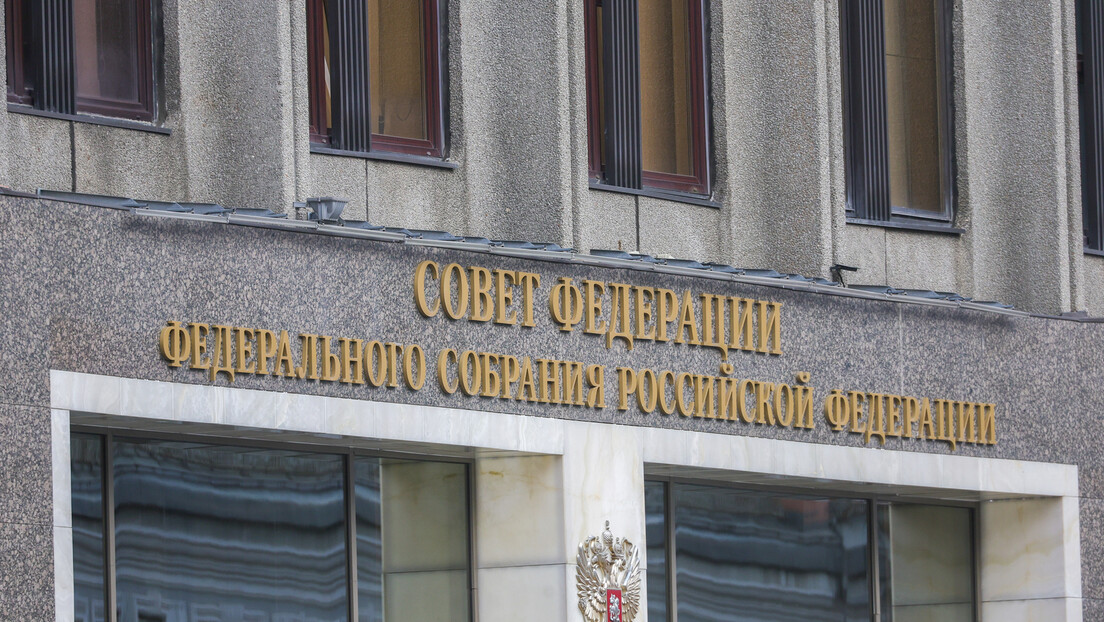 СОВЕТ ФЕДЕРАЦИИ
ФЕДЕРАЛЬНОГО СОБРАНИЯ РОССИЙСКОЙ ФЕДЕРАЦИИ